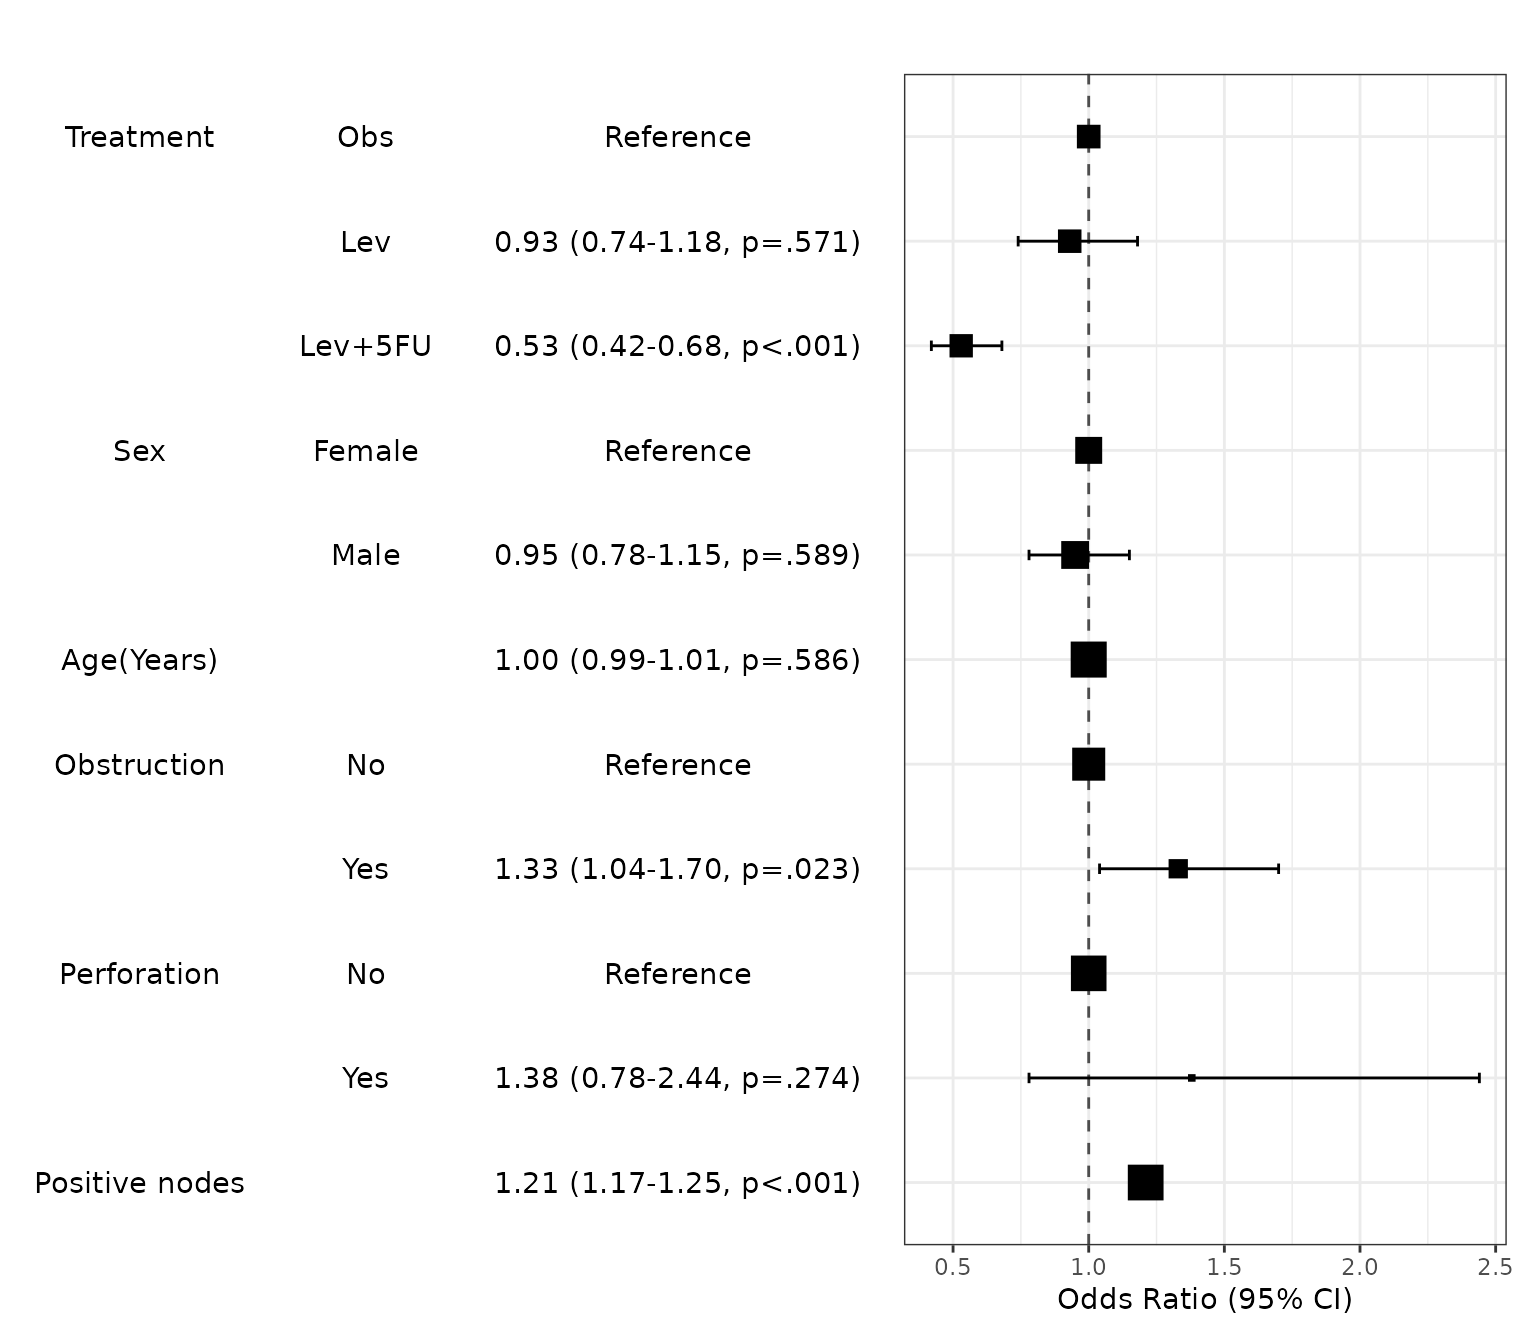 Treatment Obs Reference
Lev 0.93 (0.74-1.18, p=.571)
Lev+5FU 0.53 (0.42-0.68, p<.001)
Sex Female Reference
Male 0.95 (0.78-1.15, p=.589)
Age(Years) 1.00 (0.99-1.01, p=.586)
Obstruction No Reference
Yes 1.33 (1.04-1.70, p=.023)
Perforation No Reference
Yes 1.38 (0.78-2.44, p=.274)
Positive nodes 1.21 (1.17-1.25, p<.001)
0.5 1.0 1.5 2.0 2.5
Odds Ratio (95% CI)